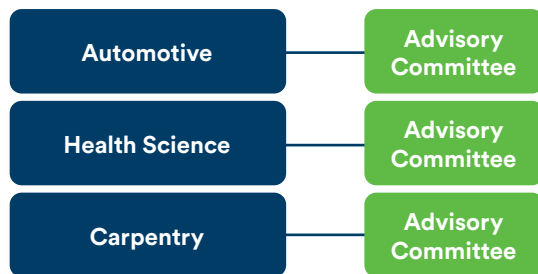 Automotive
Advisory
Committee
Health Science
Advisory
Committee
Carpentry
Advisory
Committee